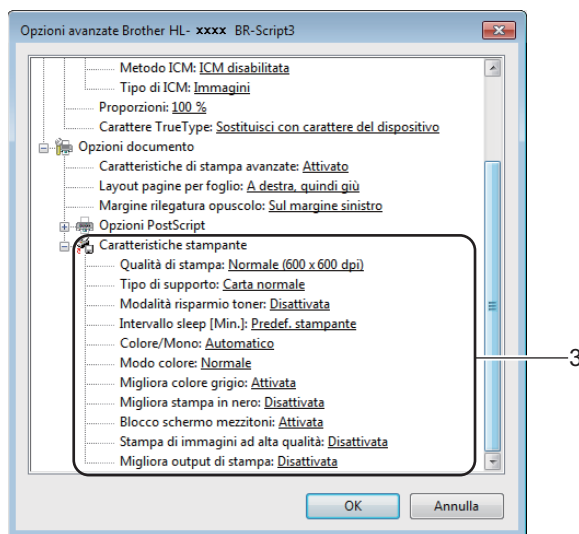 Opzioni avanzate Brother HL- xxxx BR-Script3
Metodo ICM: ICM disabilitata
Tipo di ICM: Immagini
Proporzioni: 100 %
Carattere TrueType: Sostituisci con carattere del dispositivo
Opzioni documento
Caratteristiche di stampa avanzate: Attivato
Layout pagine per foglio: A destra, quindi giù
Margine rilegatura opuscolo: Sul margine sinistro
Opzioni PostScript
Caratteristiche stampante
Qualità di stampa: Normale (600 x 600 dpi)
Tipo di supporto: Carta normale
Modalità risparmio toner: Disattivata
Intervallo sleep [Min.]: Predef. stampante
Colore/Mono: Automatico
Modo colore: Normale
Migliora colore grigio: Attivata
Migliora stampa in nero: Disattivata
Blocco schermo mezzitoni: Attivata
Stampa di immagini ad alta qualità: Disattivata
Migliora output di stampa: Disattivata
3
OK Annulla